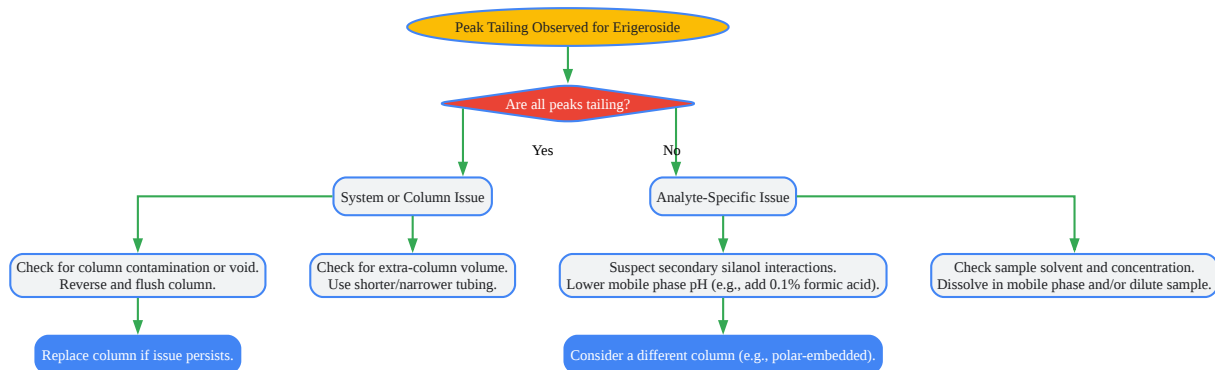 Peak Tailing Observed for Erigeroside
Are all peaks tailing?
Yes
No
System or Column Issue
Analyte-Specific Issue
Check for column contamination or void.
Reverse and flush column.
Check for extra-column volume.
Use shorter/narrower tubing.
Suspect secondary silanol interactions.
Lower mobile phase pH (e.g., add 0.1% formic acid).
Check sample solvent and concentration.
Dissolve in mobile phase and/or dilute sample.
Replace column if issue persists.
Consider a different column (e.g., polar-embedded).